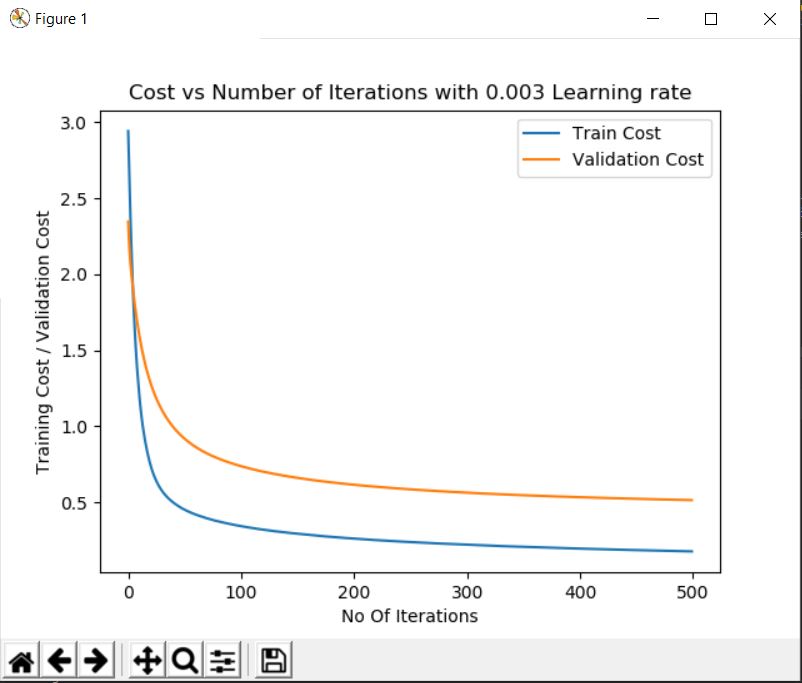 Figure 1
Cost vs Number of Iterations with 0.003 Learning rate
Train Cost
Validation Cost
Training Cost / Validation Cost
3.0
2.5
2.0
1.5
1.0
0.5
0 100 200 300 400 500
No Of Iterations